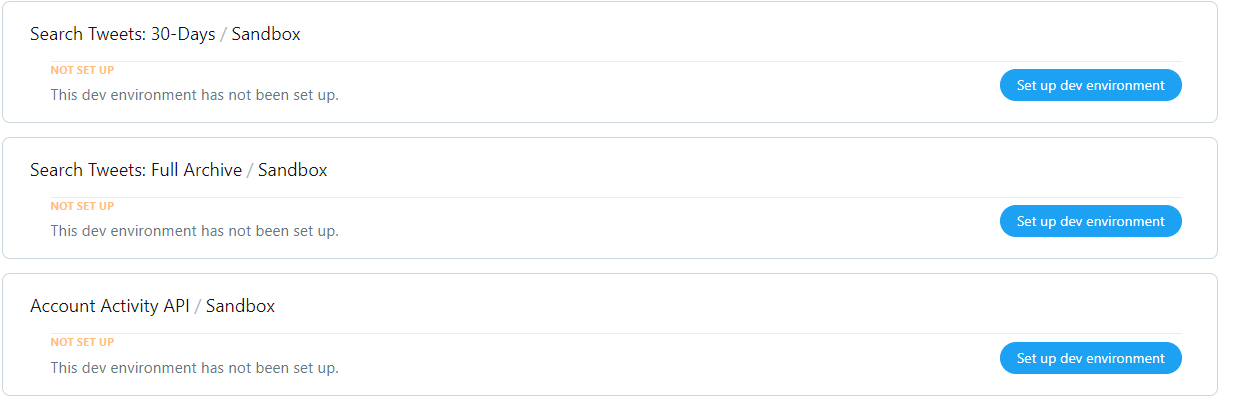 Search Tweets: 30-Days / Sandbox
NOT SET UP
This dev environment has not been set up.
Set up dev environment
Search Tweets: Full Archive / Sandbox
NOT SET UP
This dev environment has not been set up.
Set up dev environment
Account Activity API / Sandbox
NOT SET UP
This dev environment has not been set up.
Set up dev environment